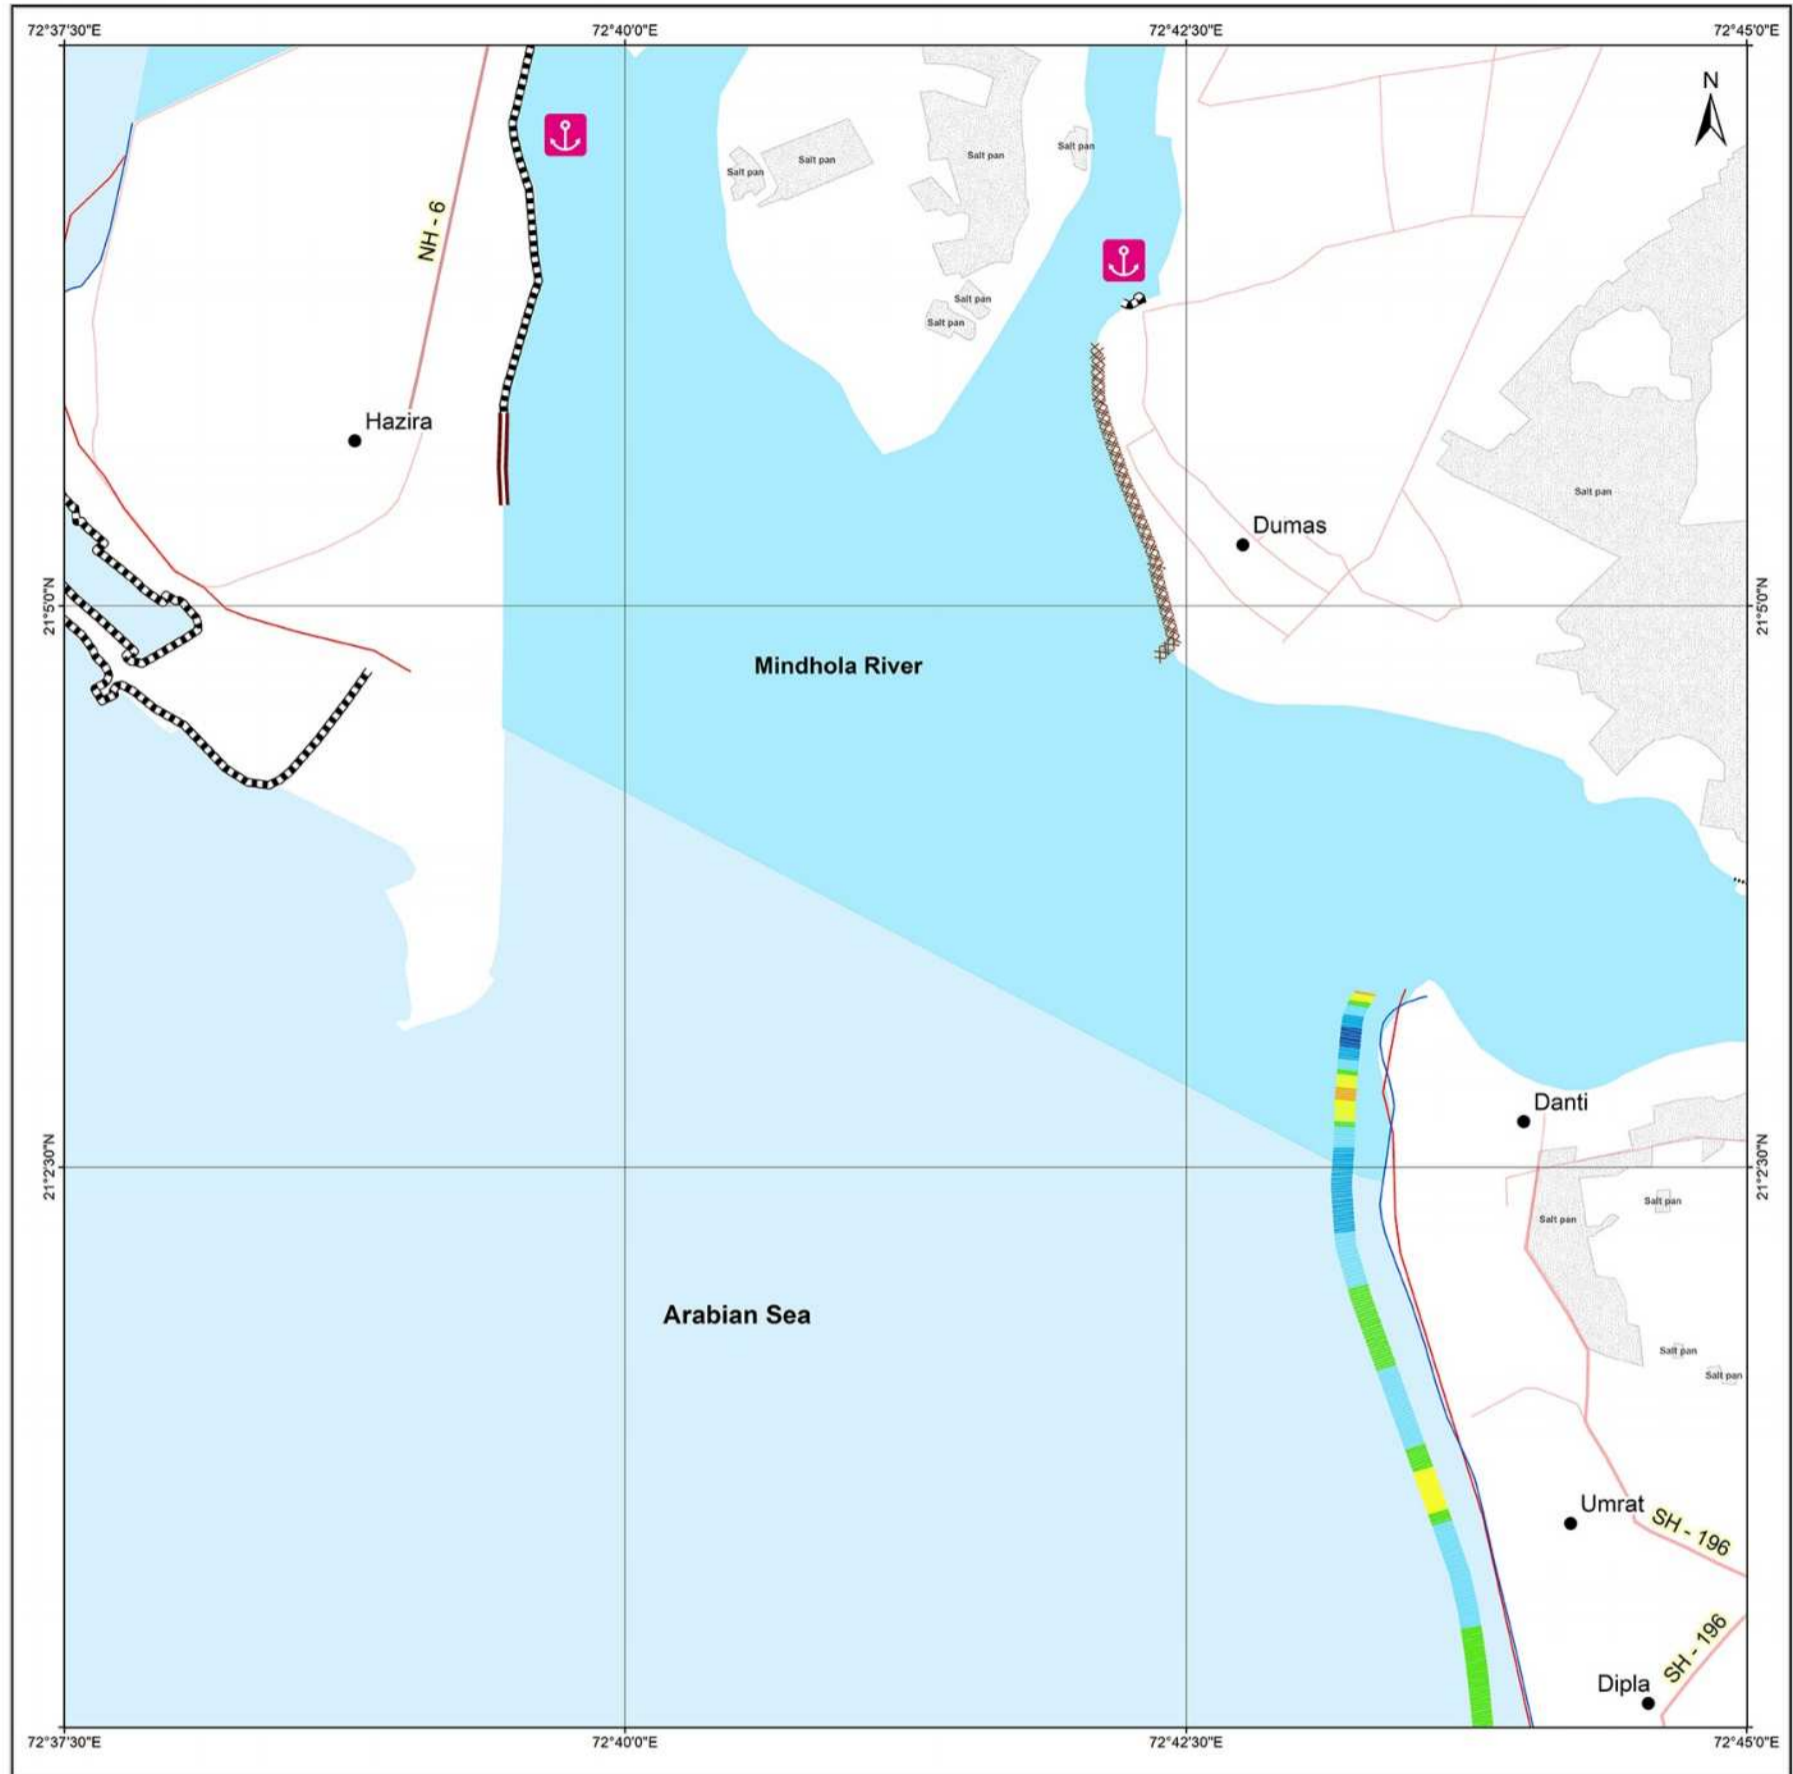 72°37'30"E
72°40'0"E
72°42'30"E
72°45'0"E
N
Salt pan
Salt pan
Salt pan
Salt pan
NH - 6
Salt pan
Salt pan
Hazira
Salt pan
Dumas
21°5'0"N
21°5'0"N
Mindhola River
Danti
21°2'30"N
21°2'30"N
Salt pan
Salt pan
Arabian Sea
Salt pan
Salt pan
Umrat
SH - 196
SH - 196
Dipla
72°37'30"E
72°40'0"E
72°42'30"E
72°45'0"E